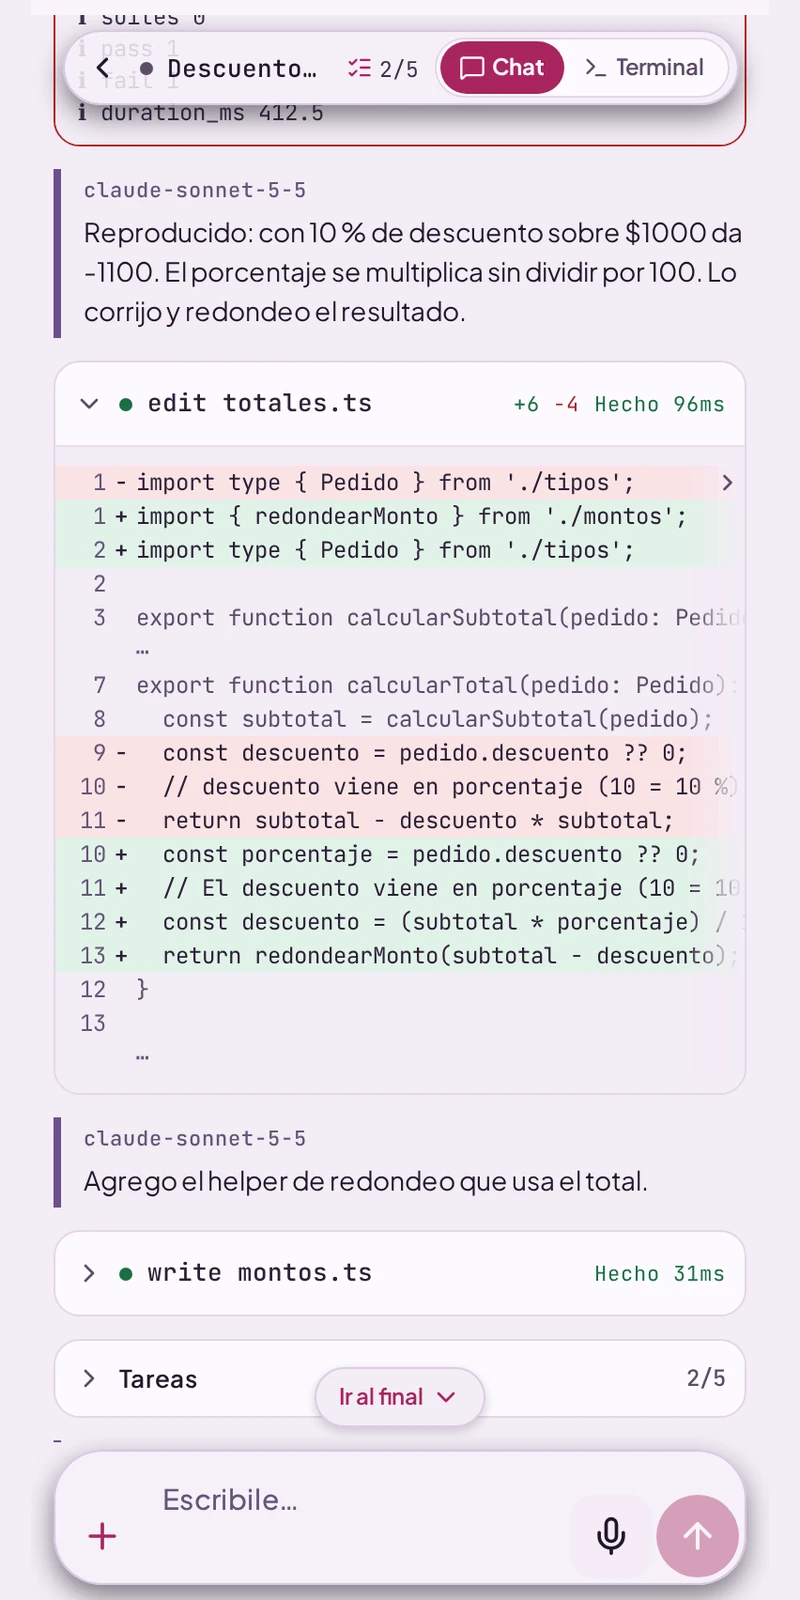 ℹ suites 0
ℹ pass 1
ℹ fail 1
Descuento… 2/5 Chat Terminal
ℹ duration_ms 412.5
claude-sonnet-5-5
Reproducido: con 10 % de descuento sobre $1000 da
-1100. El porcentaje se multiplica sin dividir por 100. Lo
corrijo y redondeo el resultado.
edit totales.ts +6 -4 Hecho 96ms
1 - import type { Pedido } from './tipos';
1 + import { redondearMonto } from './montos';
2 + import type { Pedido } from './tipos';
2
3 export function calcularSubtotal(pedido: Pedid
…
7 export function calcularTotal(pedido: Pedido):
8 const subtotal = calcularSubtotal(pedido);
9 - const descuento = pedido.descuento ?? 0;
10 - // descuento viene en porcentaje (10 = 10 %)
11 - return subtotal - descuento * subtotal;
10 + const porcentaje = pedido.descuento ?? 0;
11 + // El descuento viene en porcentaje (10 = 10
12 + const descuento = (subtotal * porcentaje) /
13 + return redondearMonto(subtotal - descuento);
12 }
13
…
claude-sonnet-5-5
Agrego el helper de redondeo que usa el total.
write montos.ts Hecho 31ms
Tareas 2/5
Ir al final
Escribile…